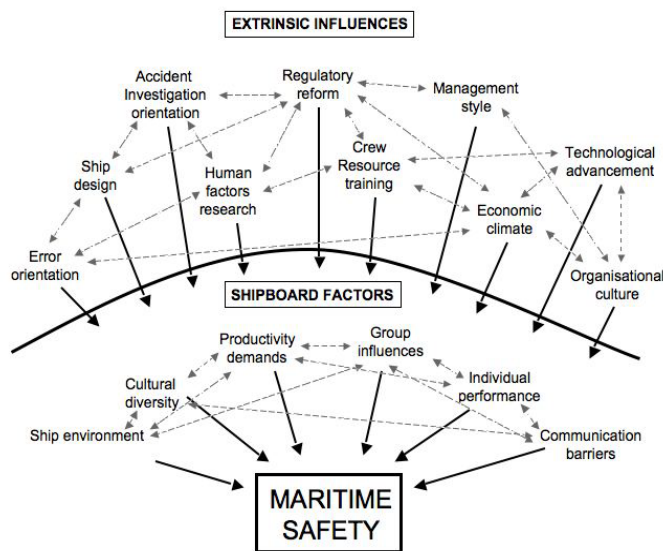 EXTRINSIC INFLUENCES
Accident
Investigation
orientation
Regulatory
reform
Management
style
Ship
design
Human
factors
research
Crew
Resource
training
Technological
advancement
Error
orientation
Economic
climate
Organisational
culture
SHIPBOARD FACTORS
Productivity
demands
Group
influences
Cultural
diversity
Individual
performance
Ship environment
Communication
barriers
MARITIME
SAFETY